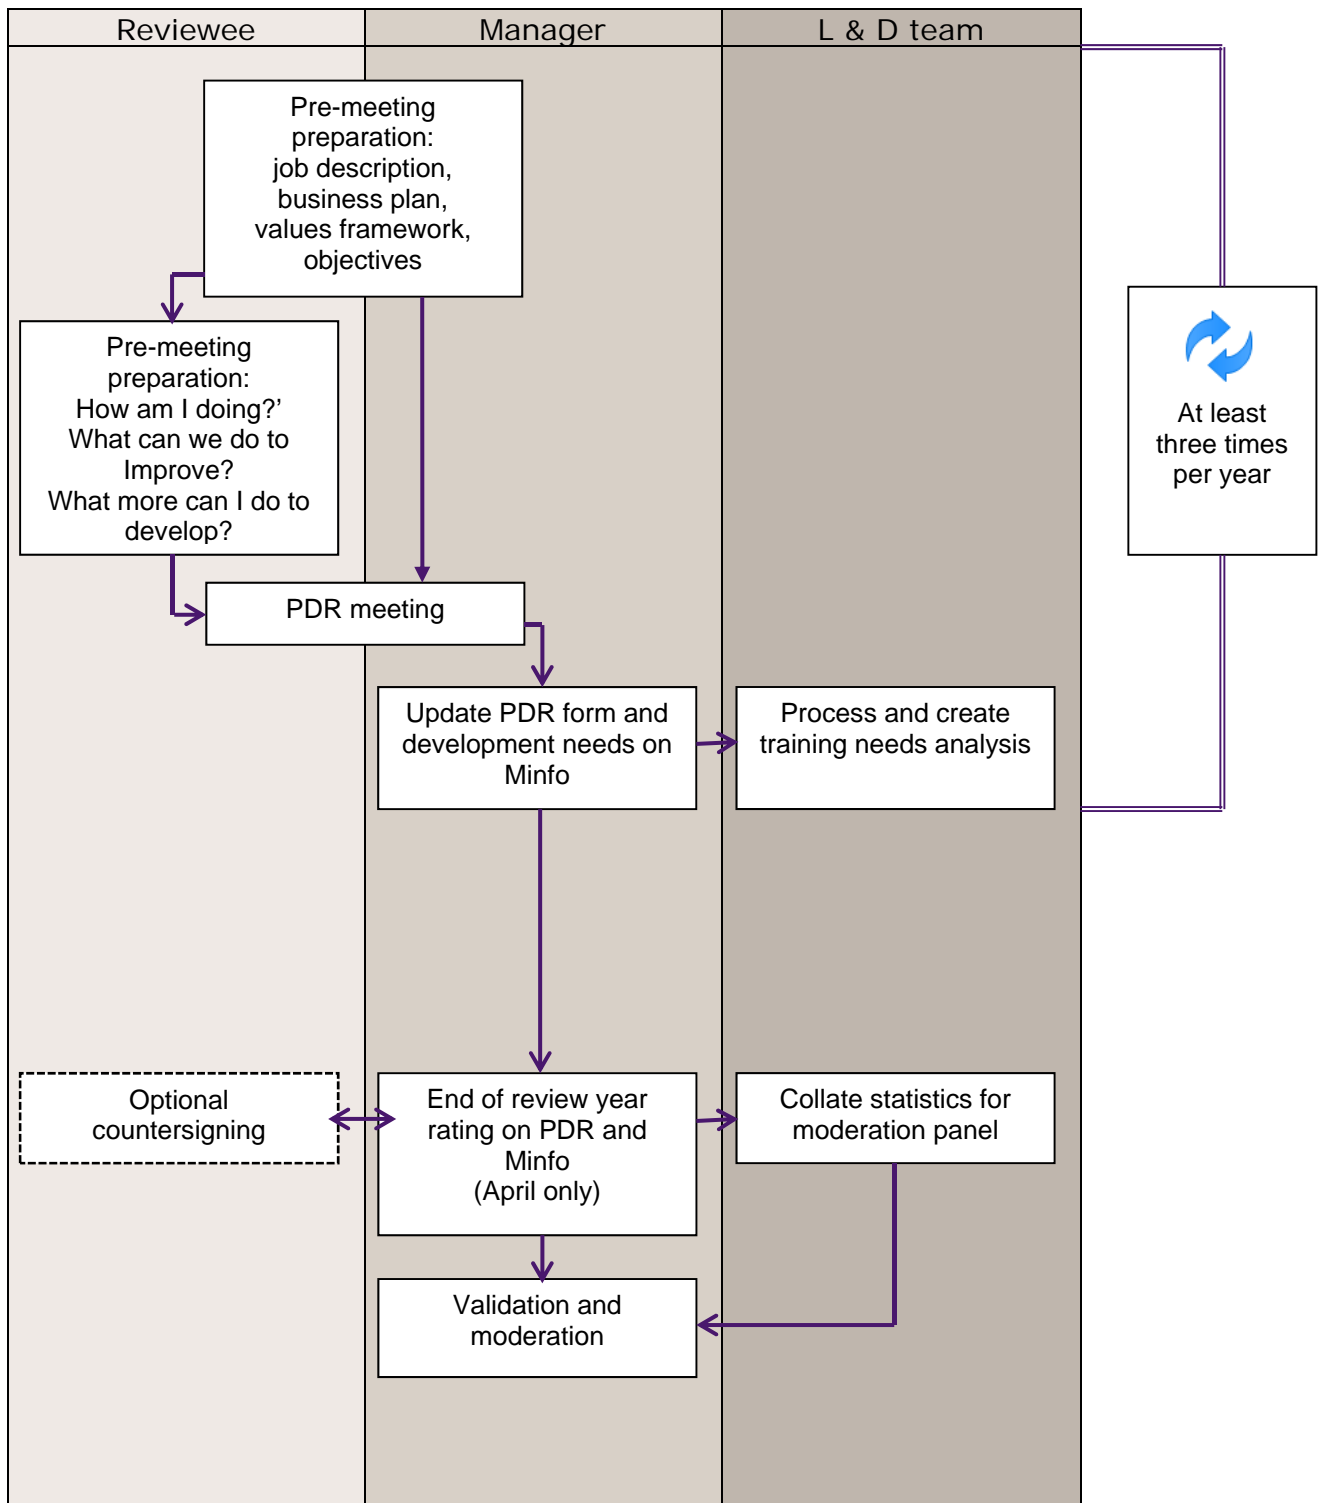 Reviewee
Manager
L & D team
Pre-meeting
preparation:
job description,
business plan,
values framework,
objectives
Pre-meeting
preparation:
How am I doing?’
What can we do to
Improve?
What more can I do to
develop?
At least
three times
per year
PDR meeting
Update PDR form and
development needs on
Minfo
Process and create
training needs analysis
Optional
countersigning
End of review year
rating on PDR and
Minfo
(April only)
Collate statistics for
moderation panel
Validation and
moderation